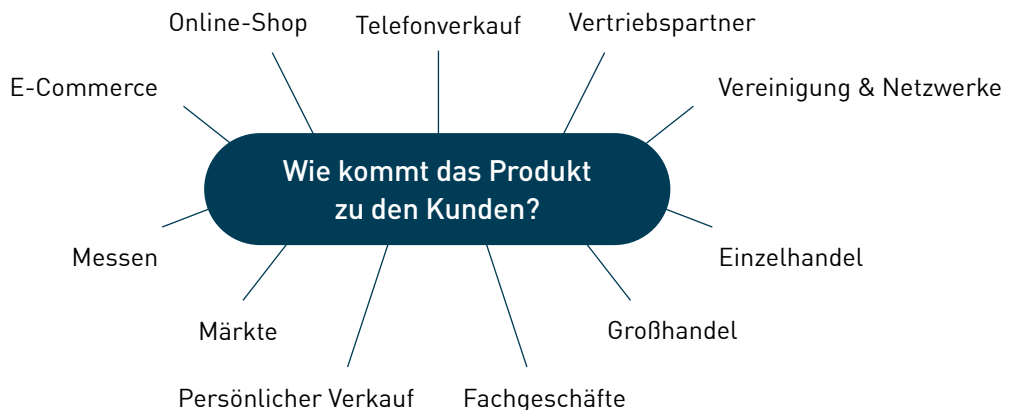 Online-Shop
Telefonverkauf
Vertriebspartner
E-Commerce
Vereinigung & Netzwerke
Wie kommt das Produkt
zu den Kunden?
Messen
Einzelhandel
Märkte
Großhandel
Persönlicher Verkauf
Fachgeschäfte